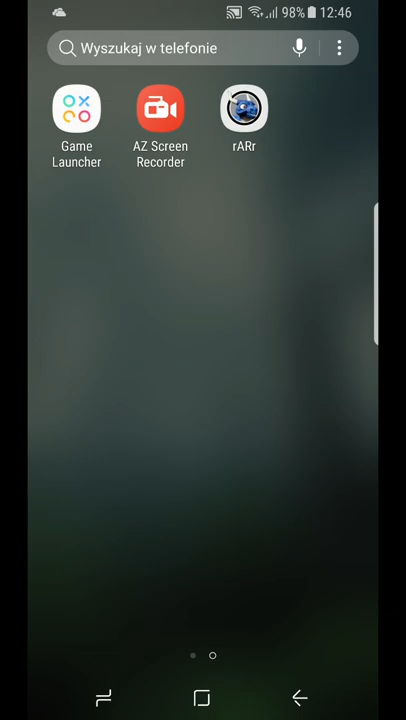 98% 12:46
Wyszukaj w telefonie
Game
Launcher
AZ Screen
Recorder
rARr